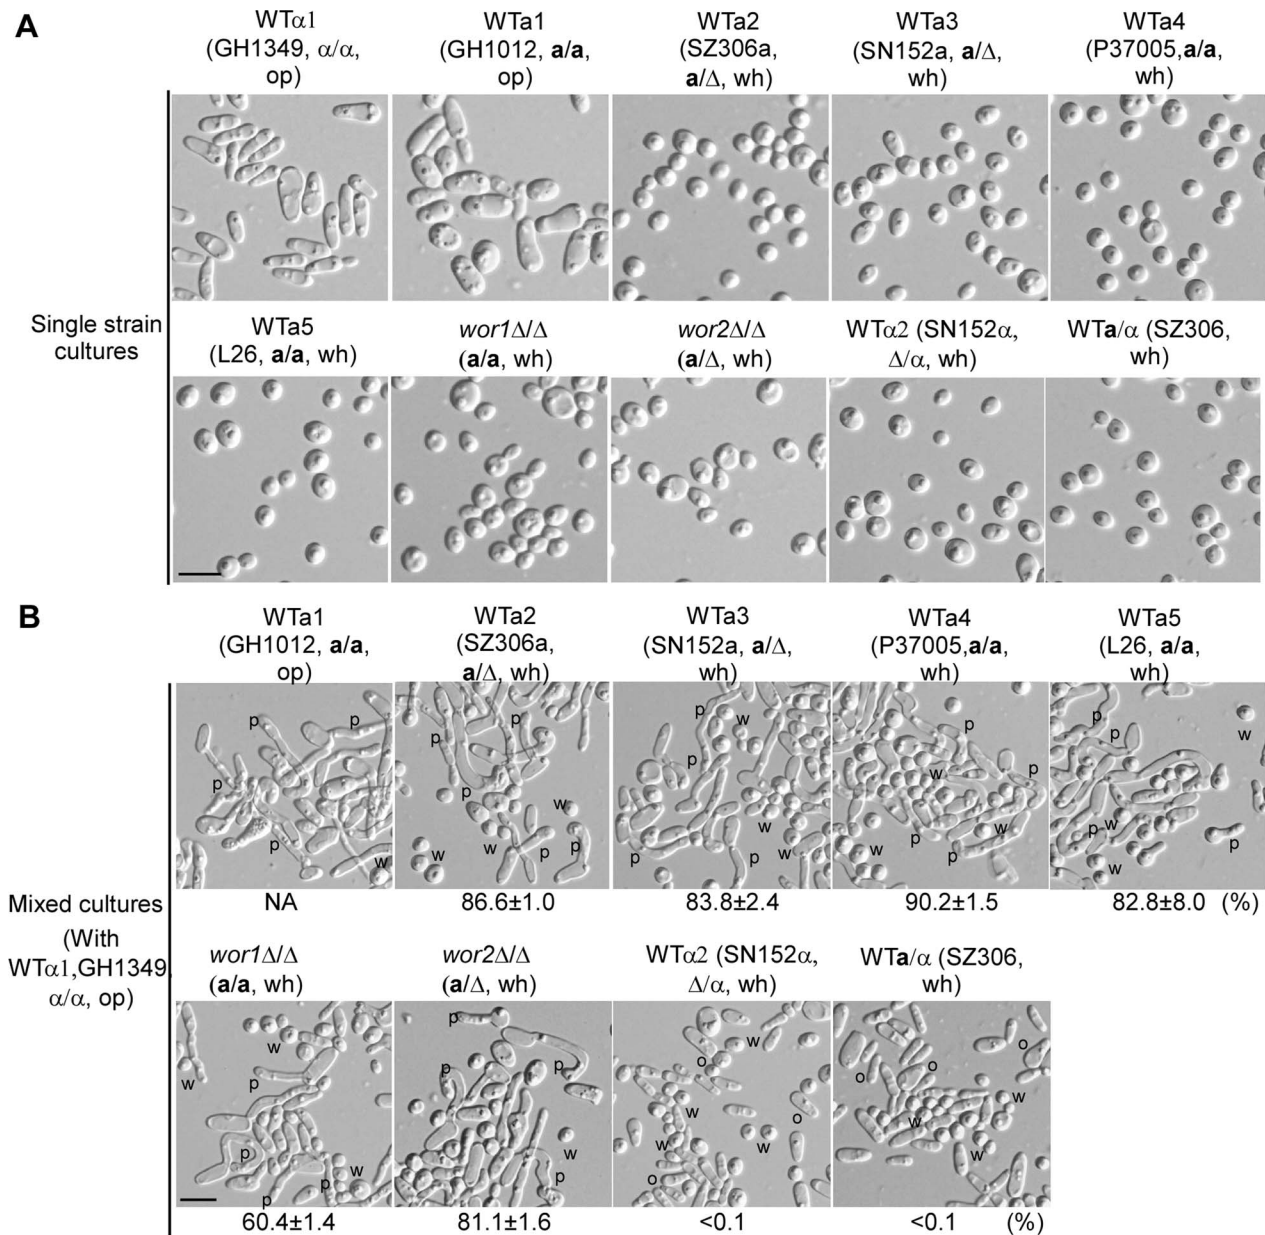 A
WTα1
(GH1349, α/α,
op)
WTa1
(GH1012, a/a,
op)
WTa2
(SZ306a,
a/Δ, wh)
WTa3
(SN152a, a/Δ,
wh)
WTa4
(P37005,a/a,
wh)
Single strain
cultures
WTa5
(L26, a/a, wh)
wor1Δ/Δ
(a/a, wh)
wor2Δ/Δ
(a/Δ, wh)
WTα2 (SN152α,
Δ/α, wh)
WTa/α (SZ306,
wh)
B
WTa1
(GH1012, a/a,
op)
WTa2
(SZ306a,
a/Δ, wh)
WTa3
(SN152a, a/Δ,
wh)
WTa4
(P37005,a/a,
wh)
WTa5
(L26, a/a,
wh)
p
p
p
p
w
p
p
p
w
w
w
p
p
p
w
p
w
w
p
p
p
w
p
w
p
p
w
p
p
w
w
p
w
p
NA
86.6±1.0
83.8±2.4
90.2±1.5
82.8±8.0 (%)
Mixed cultures
(With
WTα1,GH1349,
α/α, op)
wor1Δ/Δ
(a/a, wh)
wor2Δ/Δ
(a/Δ, wh)
WTα2 (SN152α,
Δ/α, wh)
WTa/α (SZ306,
wh)
w
w
p
p
p
w
p
p
p
p
w
p
w
o
w
o
w
w
o
o
o
o
w
w
w
60.4±1.4
81.1±1.6
<0.1
<0.1 (%)